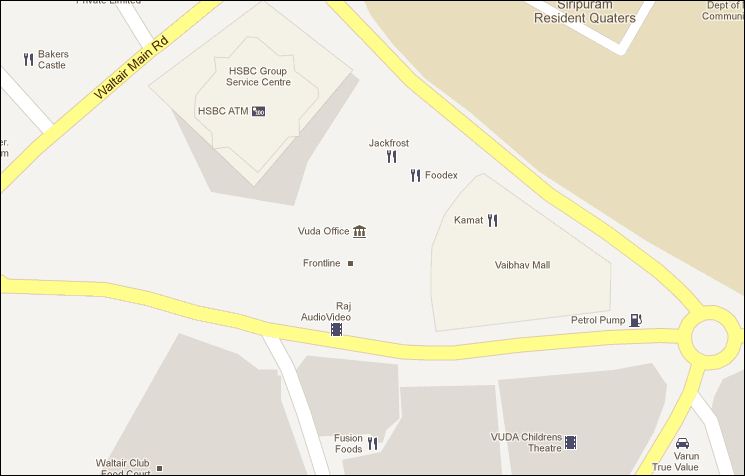 Private Limited
Siripuram
Resident Quaters
Dept of
Communi
Bakers
Castle
Waltair Main Rd
HSBC Group
Service Centre
HSBC ATM
Jackfrost
Foodex
Kamat
Vuda Office
Vaibhav Mall
Frontline
Raj
AudioVideo
Petrol Pump
Fusion
Foods
VUDA Childrens
Theatre
Varun
True Value
Waltair Club
Food Court